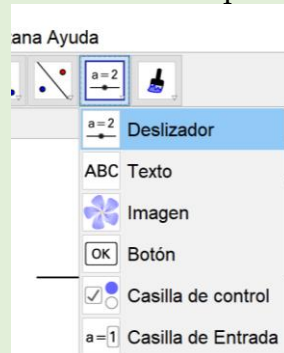 ana Ayuda
a=2
a=2 Deslizador
ABC Texto
Imagen
OK Botón
Casilla de control
a=1 Casilla de Entrada